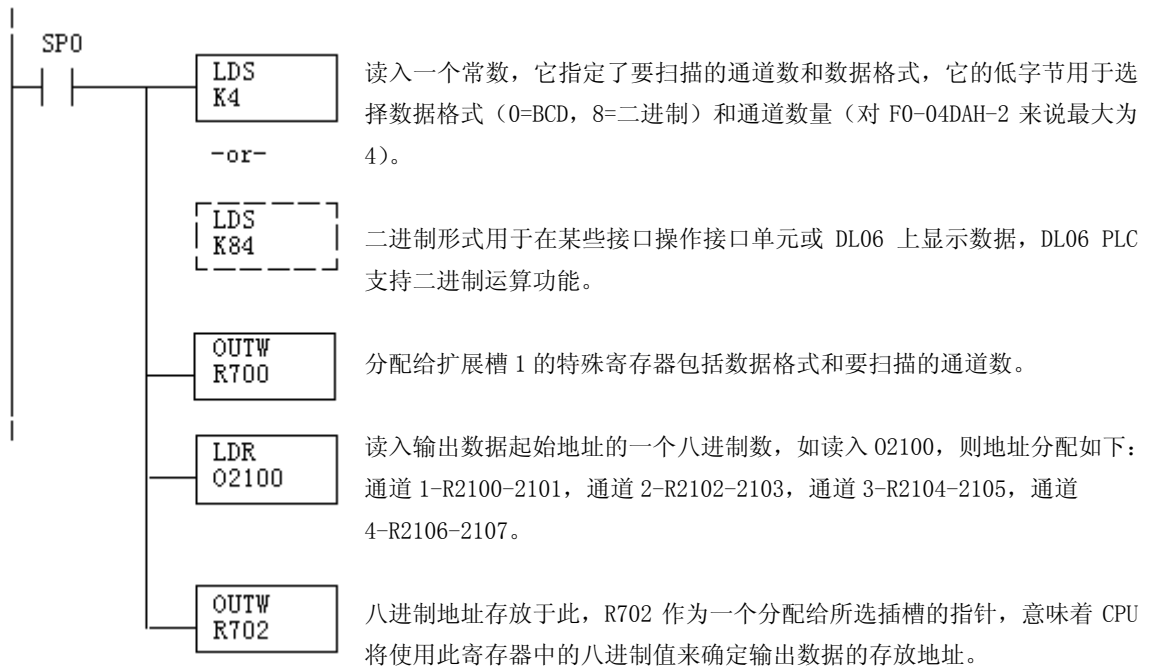 SP0
LDS
K4
读入一个常数，它指定了要扫描的通道数和数据格式，它的低字节用于选
择数据格式（0=BCD，8=二进制）和通道数量（对 F0-04DAH-2 来说最大为
4）。
-or-
LDS
K84
二进制形式用于在某些接口操作接口单元或 DL06 上显示数据，DL06 PLC
支持二进制运算功能。
OUTW
R700
分配给扩展槽 1 的特殊寄存器包括数据格式和要扫描的通道数。
LDR
O2100
读入输出数据起始地址的一个八进制数，如读入 O2100，则地址分配如下：
通道 1-R2100-2101，通道 2-R2102-2103，通道 3-R2104-2105，通道
4-R2106-2107。
OUTW
R702
八进制地址存放于此，R702 作为一个分配给所选插槽的指针，意味着 CPU
将使用此寄存器中的八进制值来确定输出数据的存放地址。